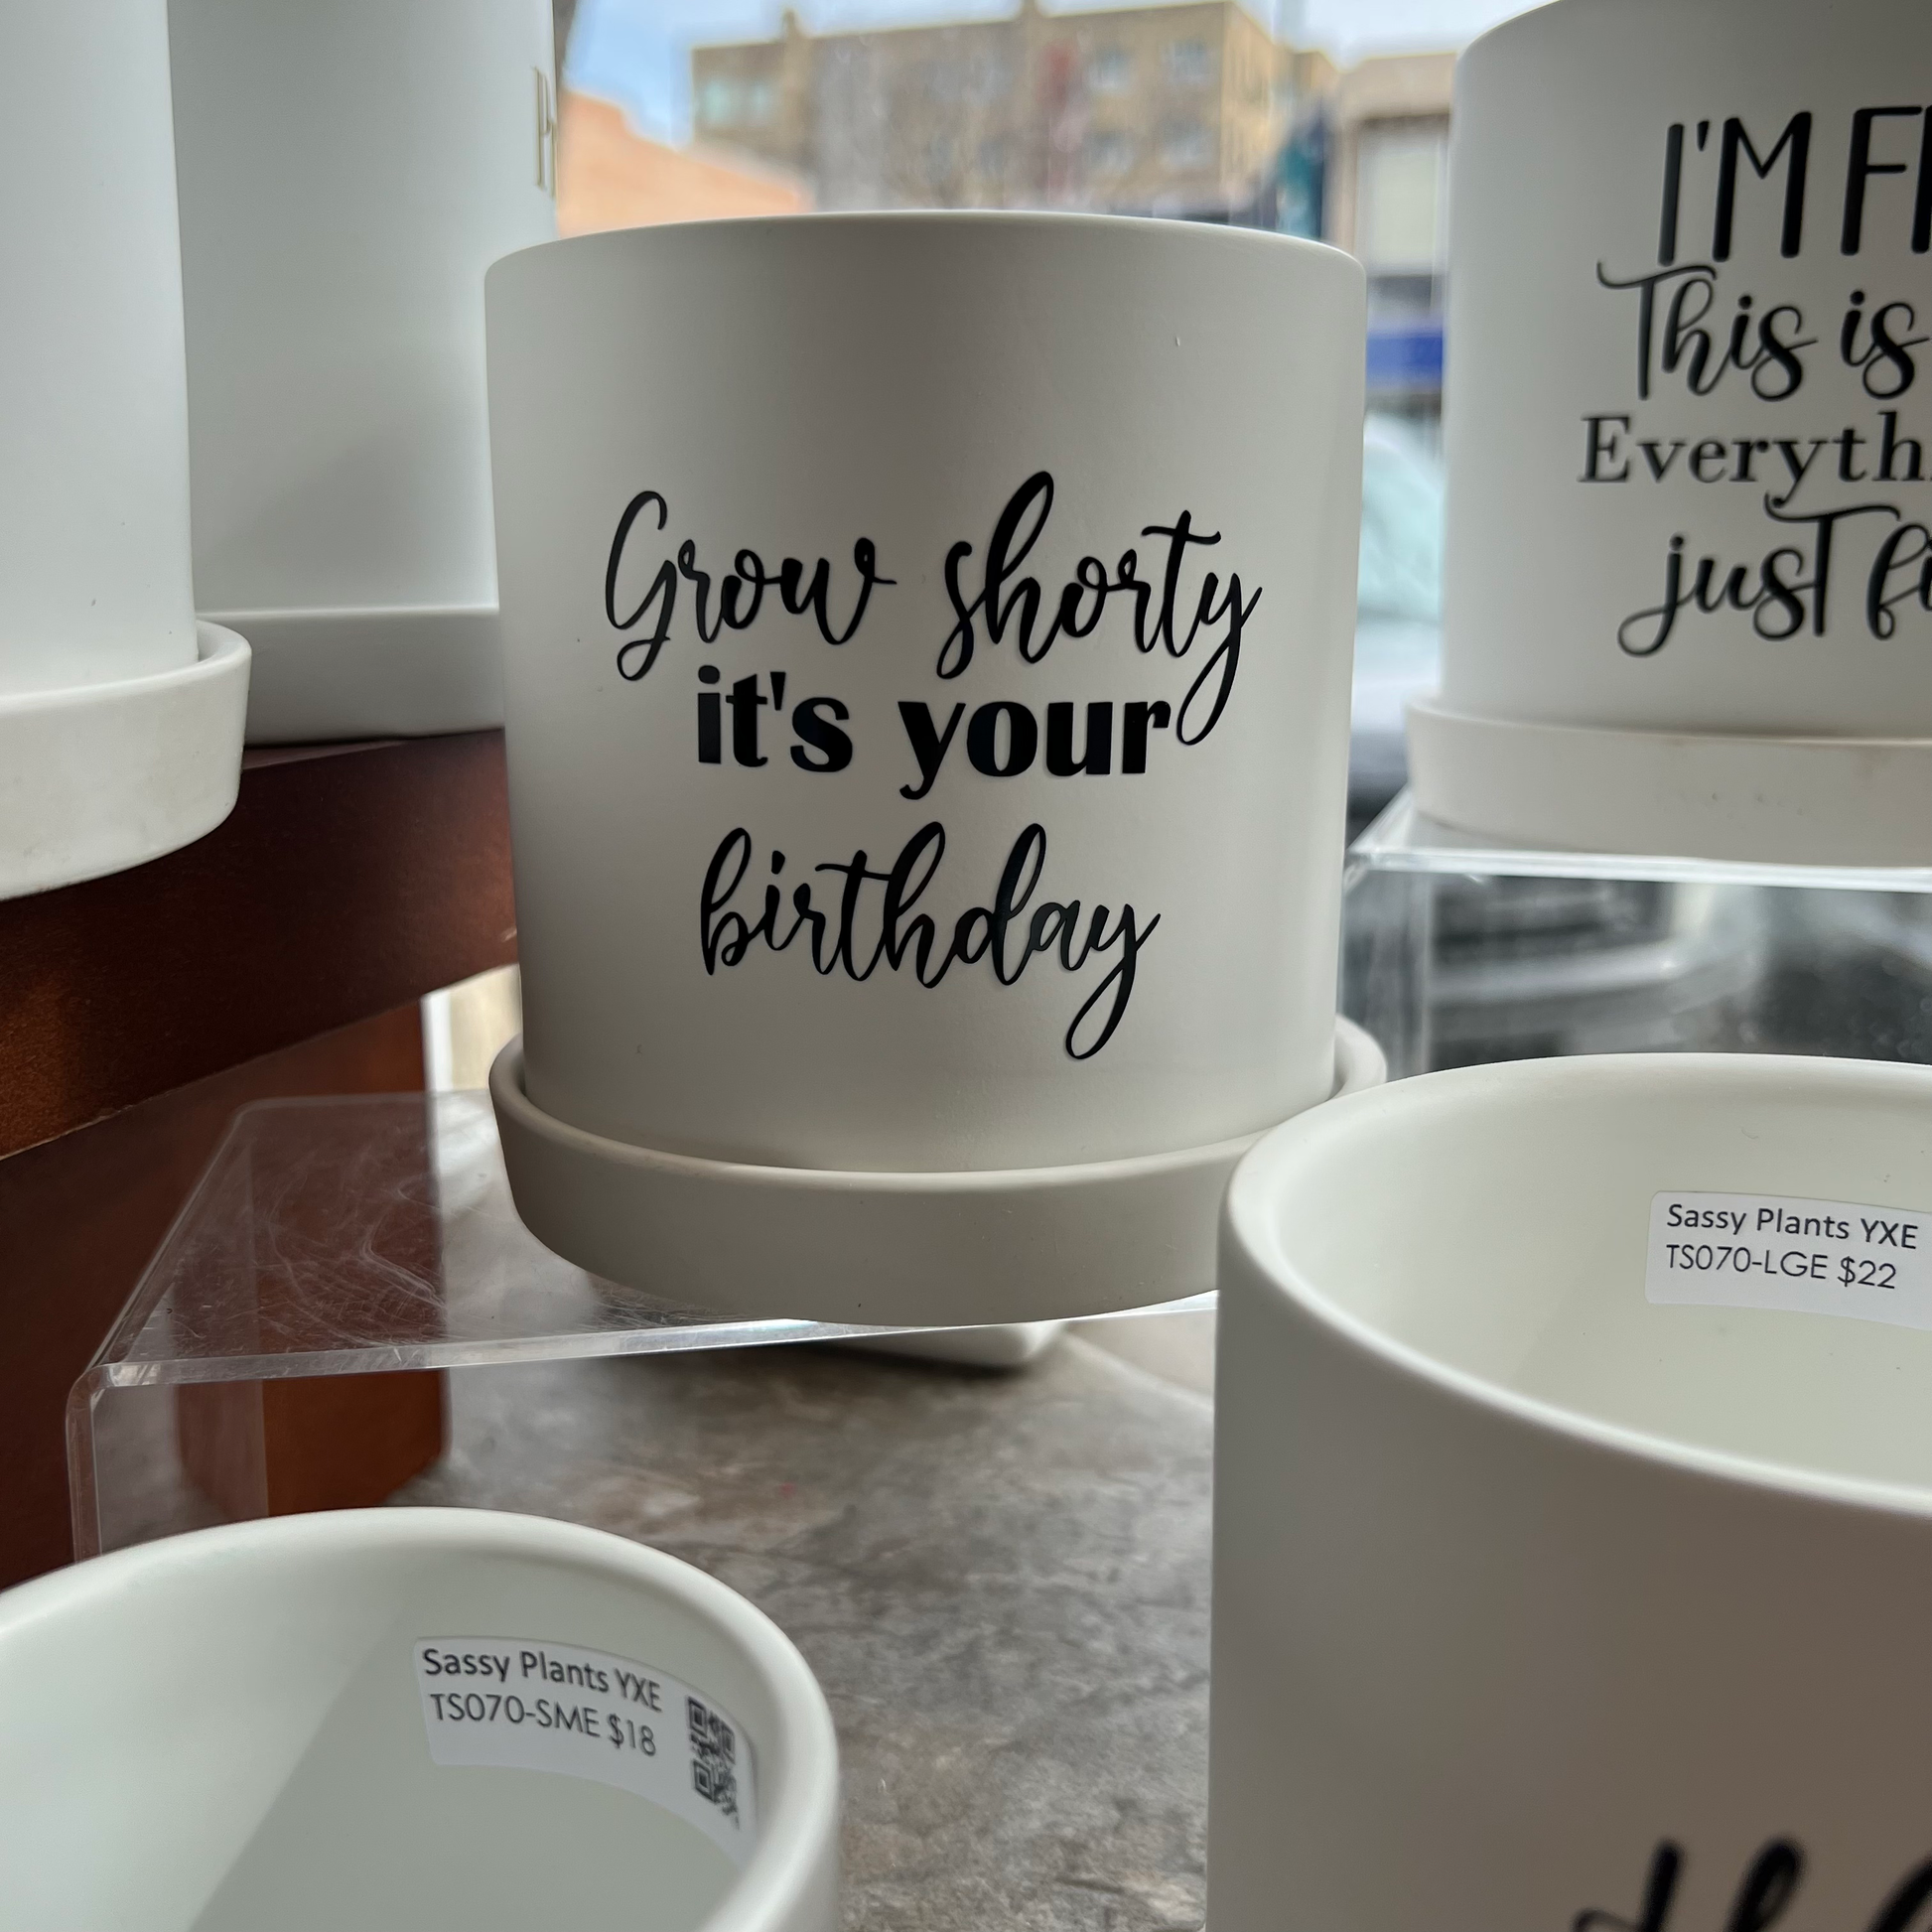 Grow shorty
it's your
birthday
I'M
This is
just
Sassy Plants YXE
TS070-LGE $22
Sassy Plants YXE
TS070-SME $18